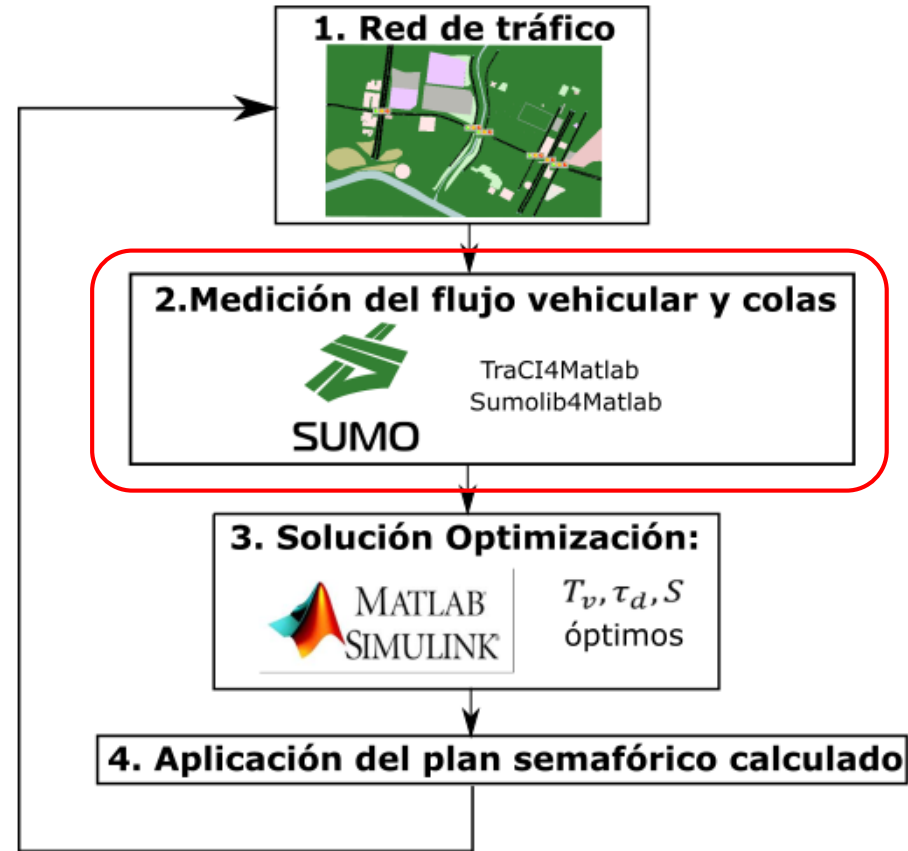 1. Red de tráfico
2.Medición del flujo vehicular y colas
TraCI4Matlab
Sumolib4Matlab
SUMO
3. Solución Optimización:
MATLAB
SIMULINK®
T_v, τ_d, S
óptimos
4. Aplicación del plan semafórico calculado